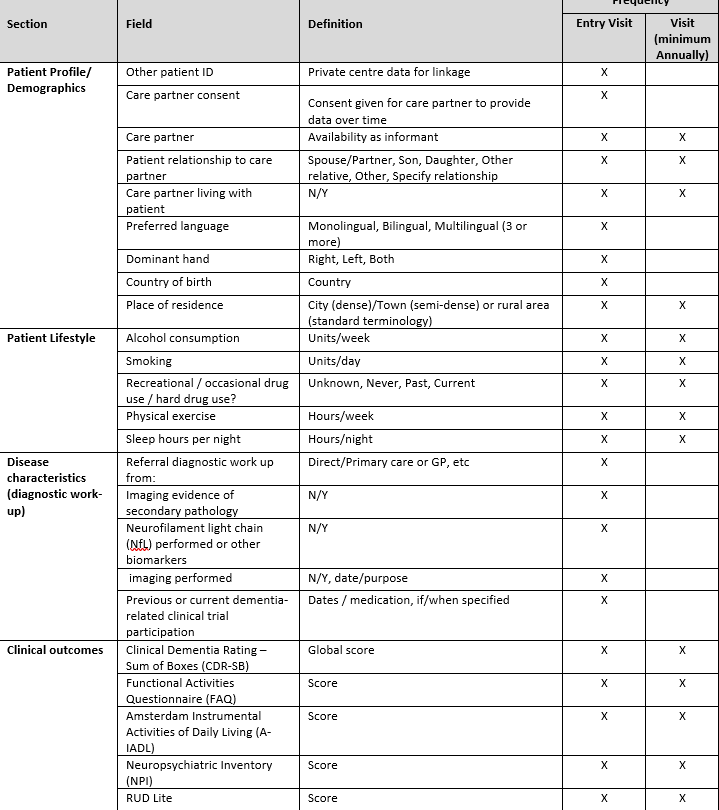 Frequency
Section Field Definition Entry Visit Visit
(minimum
Annually)
Patient Profile/ Other patient ID Private centre data for linkage X
Demographics
Care partner consent X
Consent given for care partner to provide
data over time
Care partner Availability as informant X X
Patient relationship to care Spouse/Partner, Son, Daughter, Other X X
partner relative, Other, Specify relationship
Care partner living with N/Y X X
patient
Preferred language Monolingual, Bilingual, Multilingual (3 or X
more)
Dominant hand Right, Left, Both X
Country of birth Country X
Place of residence City (dense)/Town (semi-dense) or rural area X X
(standard terminology)
Patient Lifestyle Alcohol consumption Units/week X X
Smoking Units/day X X
Recreational / occasional drug Unknown, Never, Past, Current X X
use / hard drug use?
Physical exercise Hours/week X X
Sleep hours per night Hours/night X X
Disease Referral diagnostic work up Direct/Primary care or GP, etc X
characteristics from:
(diagnostic work- Imaging evidence of N/Y X
up) secondary pathology
Neurofilament light chain N/Y X
(NfL) performed or other
biomarkers
imaging performed N/Y, date/purpose X
Previous or current dementia- Dates / medication, if/when specified X
related clinical trial
participation
Clinical outcomes Clinical Dementia Rating – Global score X X
Sum of Boxes (CDR-SB)
Functional Activities Score X X
Questionnaire (FAQ)
Amsterdam Instrumental Score X X
Activities of Daily Living (A-
IADL)
Neuropsychiatric Inventory Score X X
(NPI)
RUD Lite Score X X